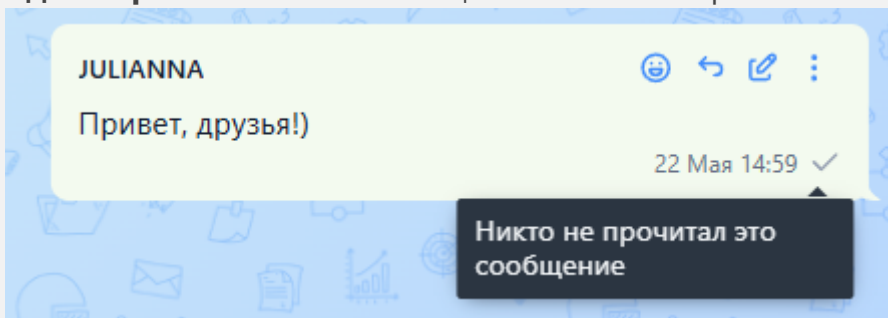 JULIANNA
Привет, друзья!)
22 Мая 14:59
Никто не прочитал это
сообщение